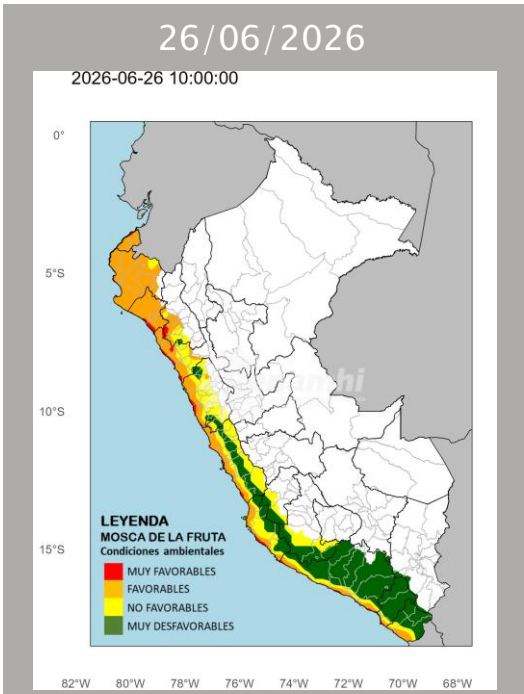 26/06/2026
2026-06-26 10:00:00
0°
5°S
10°S
15°S
LEYENDA
MOSCA DE LA FRUTA
Condiciones ambientales
MUY FAVORABLES
FAVORABLES
NO FAVORABLES
MUY DESFAVORABLES
82°W 80°W 78°W 76°W 74°W 72°W 70°W 68°W